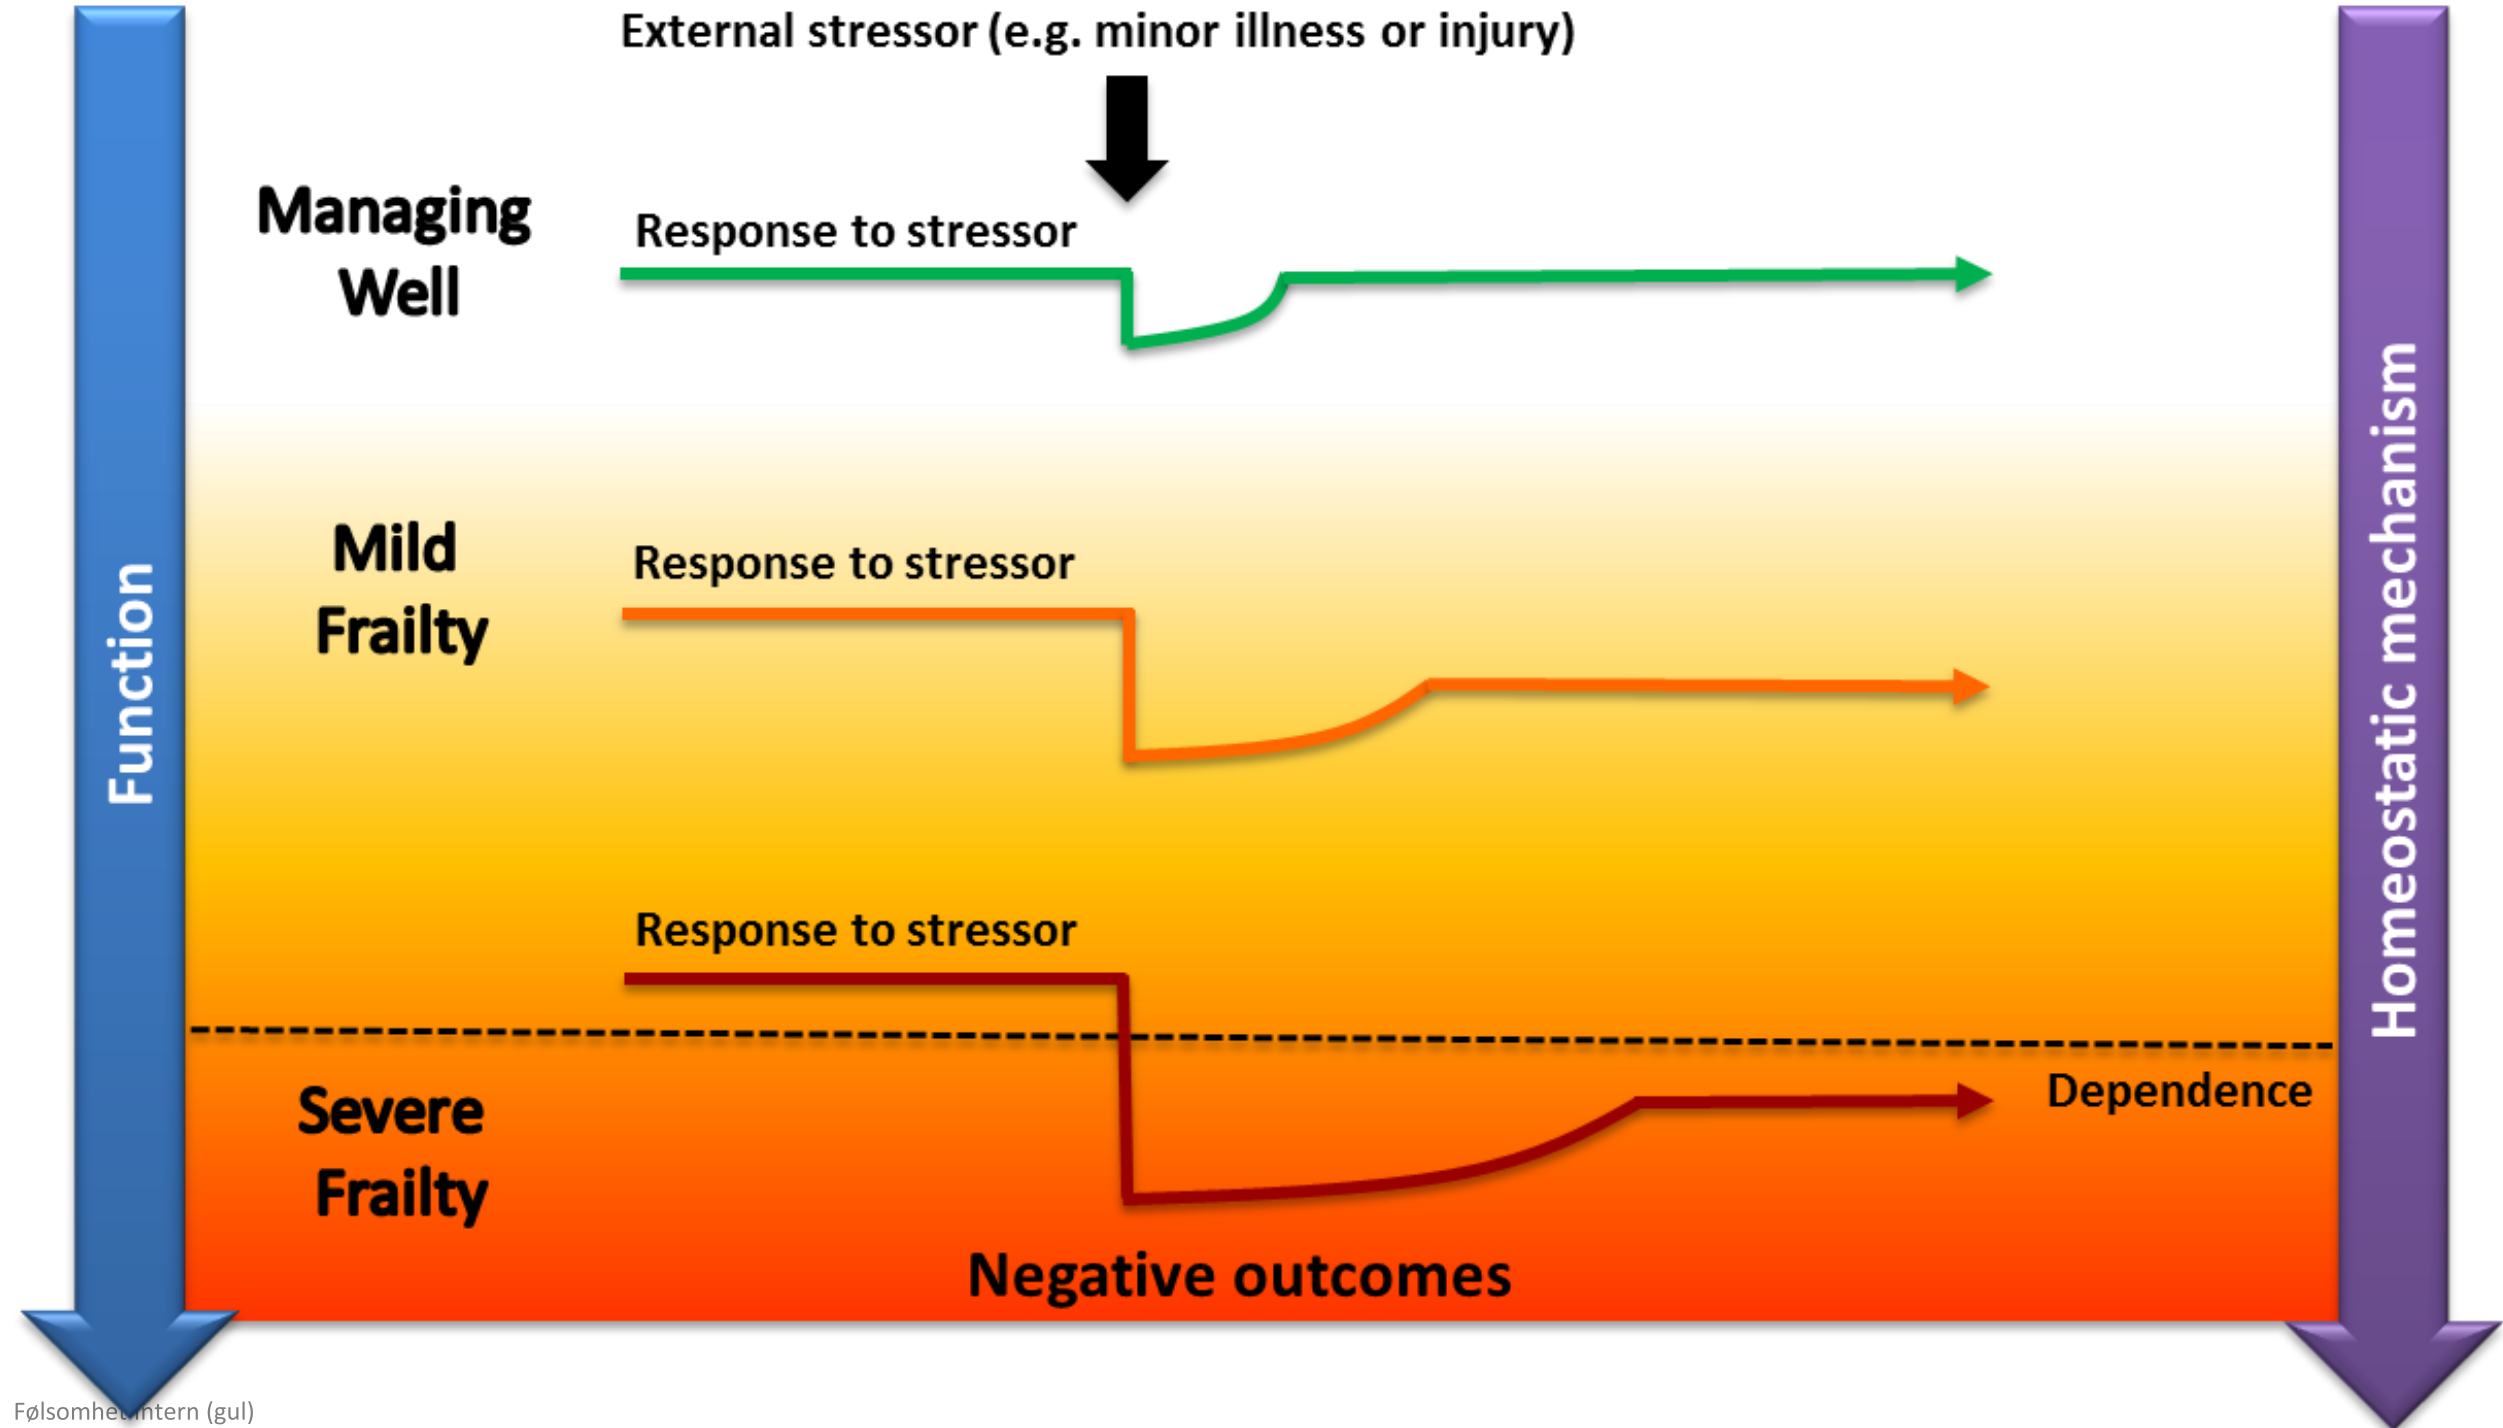 External stressor (e.g. minor illness or injury)
Managing
Well
Response to stressor
Mild
Frailty
Response to stressor
Function
Homeostatic mechanism
Response to stressor
Dependence
Severe
Frailty
Negative outcomes
Følsomhet Intern (gul)